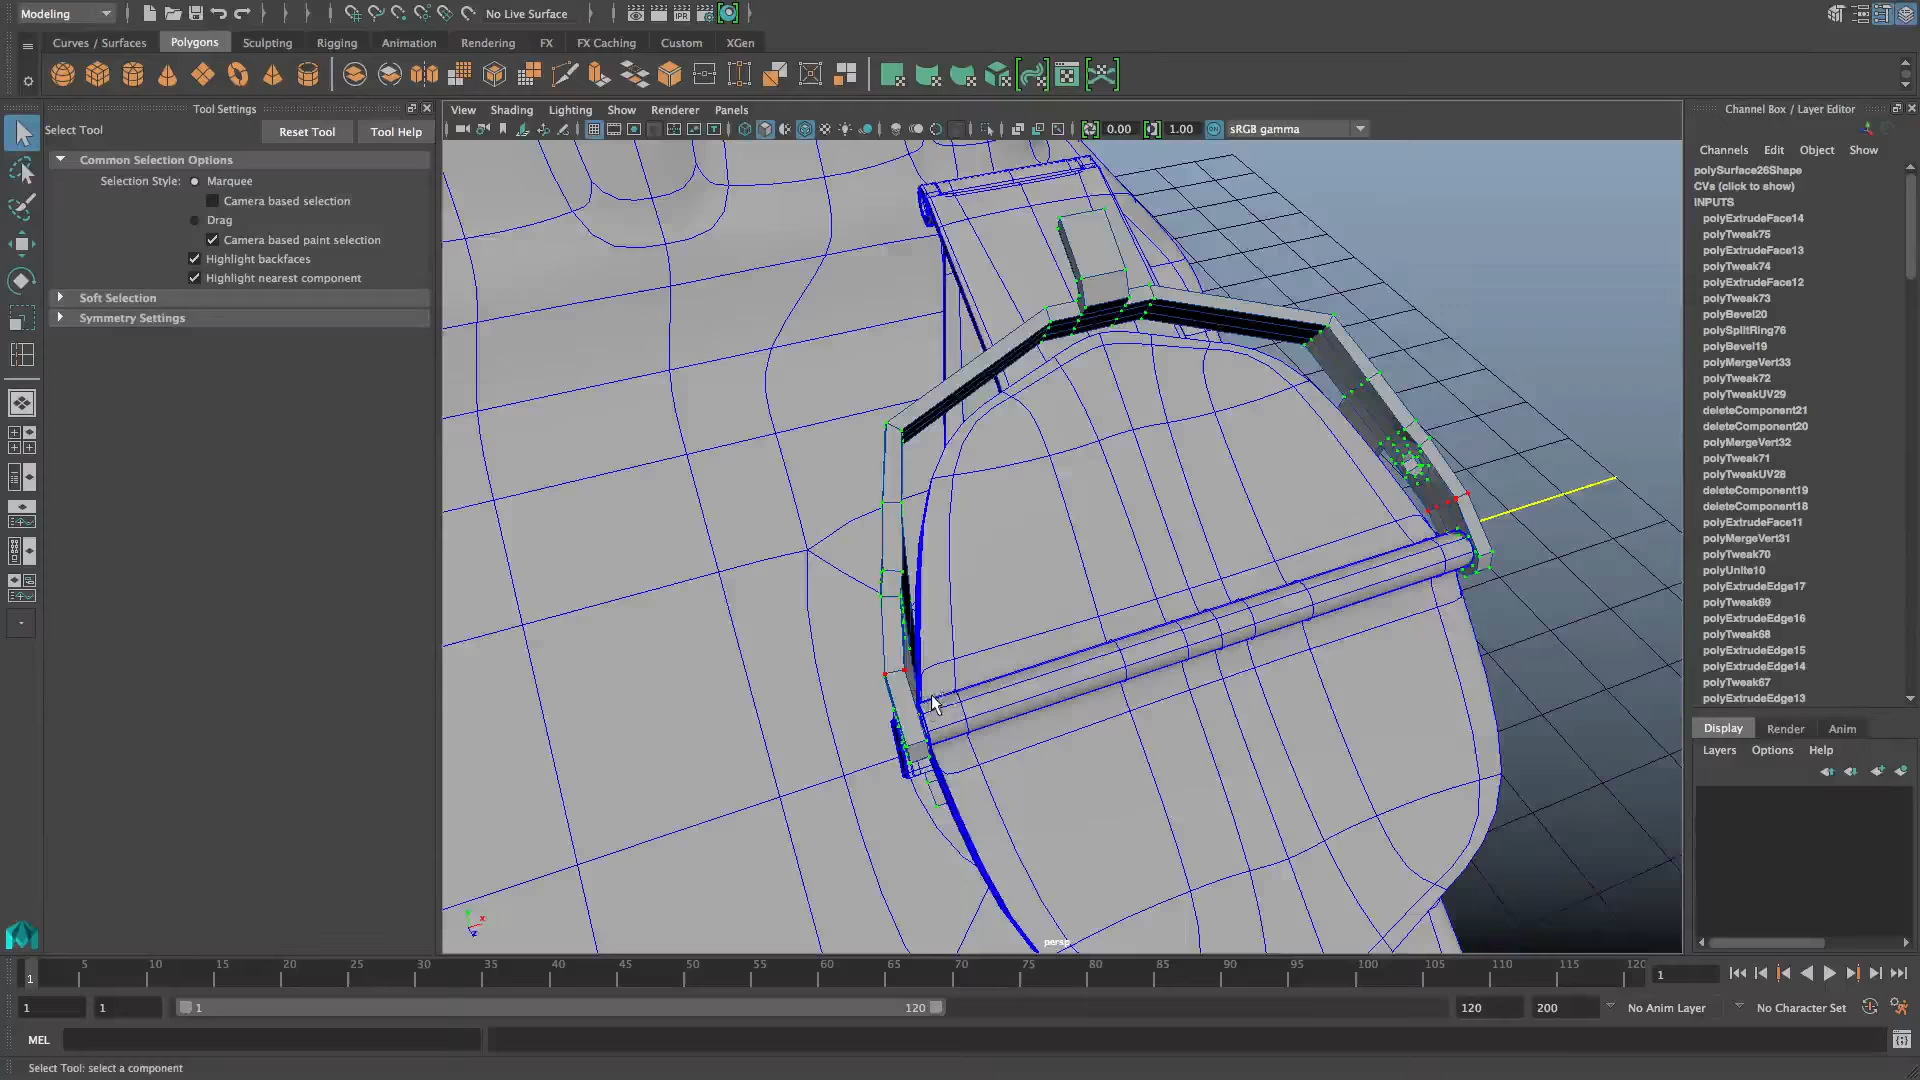 Modeling
No Live Surface
Curves / Surfaces Polygons Sculpting Rigging Animation Rendering FX FX Caching Custom XGen
Tool Settings
Select Tool Reset Tool Tool Help
Common Selection Options
Selection Style: Marquee
Camera based selection
Drag
Camera based paint selection
Highlight backfaces
Highlight nearest component
Soft Selection
Symmetry Settings
View Shading Lighting Show Renderer Panels
0.00 1.00 sRGB gamma
persp
Channel Box / Layer Editor
Channels Edit Object Show
polySurface26Shape
CVs (click to show)
INPUTS
polyExtrudeFace14
polyTweak75
polyExtrudeFace13
polyTweak74
polyExtrudeFace12
polyTweak73
polyBevel20
polySplitRing76
polyBevel19
polyMergeVert33
polyTweak72
polyTweakUV29
deleteComponent21
deleteComponent20
polyMergeVert32
polyTweak71
polyTweakUV28
deleteComponent19
deleteComponent18
polyExtrudeFace11
polyMergeVert31
polyTweak70
polyUnite10
polyExtrudeEdge17
polyTweak69
polyExtrudeEdge16
polyTweak68
polyExtrudeEdge15
polyExtrudeEdge14
polyTweak67
polyExtrudeEdge13
Display Render Anim
Layers Options Help
1 5 10 15 20 25 30 35 40 45 50 55 60 65 70 75 80 85 90 95 100 105 110 115 120 1
1 1 1 120 120 200 No Anim Layer No Character Set
MEL
Select Tool: select a component